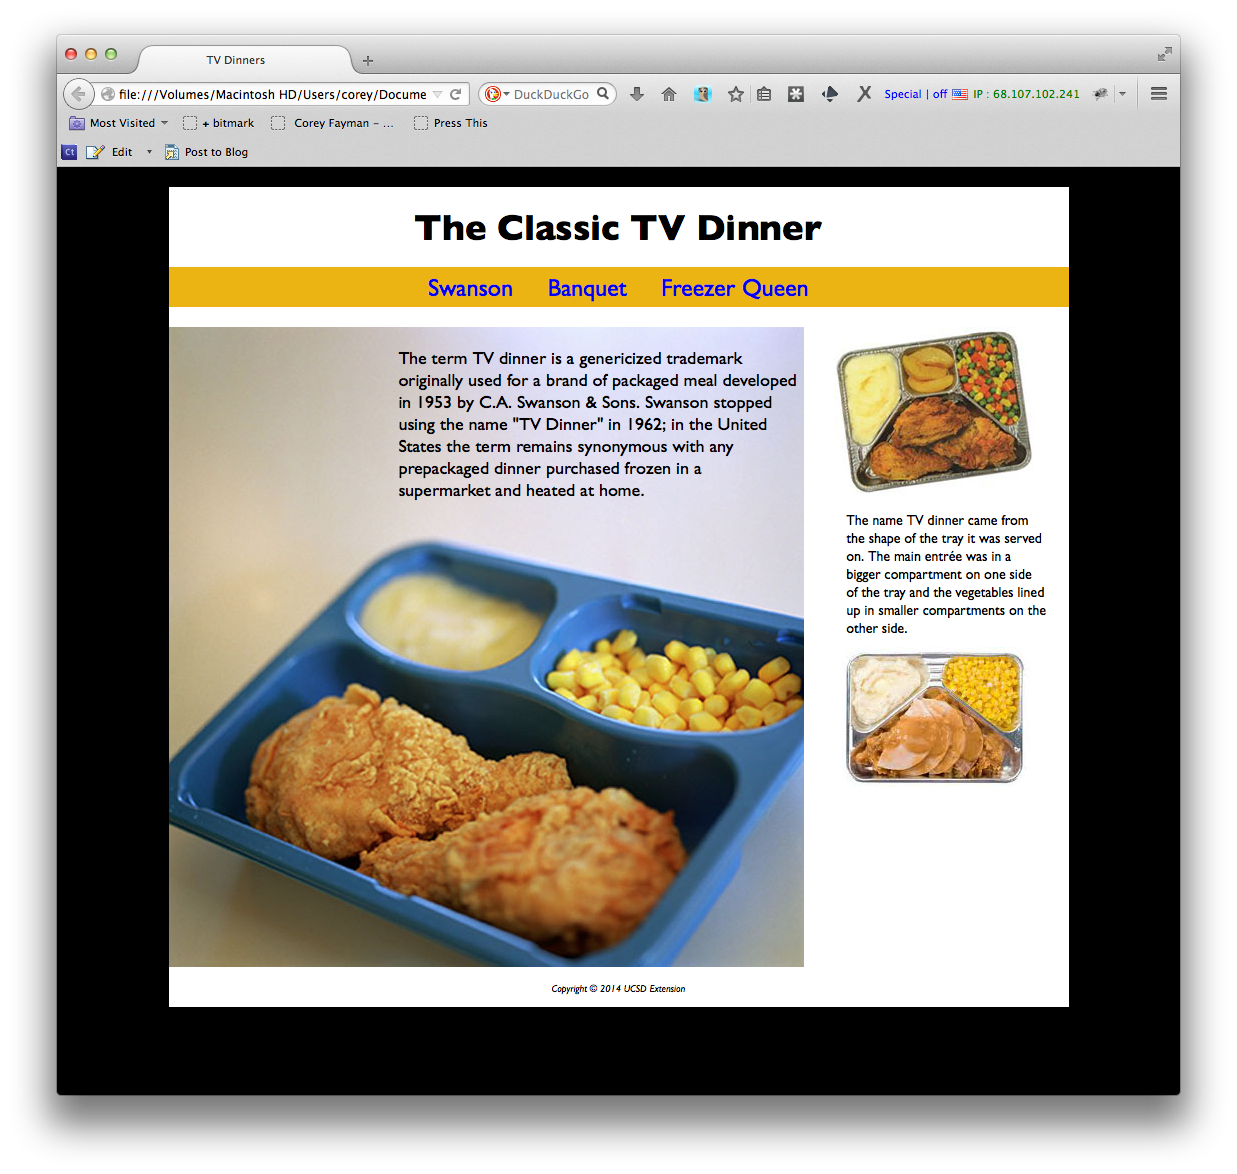 TV Dinners
file:///Volumes/Macintosh HD/Users/corey/Docume
DuckDuckGo
Special | off
IP : 68.107.102.241
Most Visited
+ bitmark
Corey Fayman – ...
Press This
Ct
Edit
Post to Blog
The Classic TV Dinner
Swanson Banquet Freezer Queen
The term TV dinner is a genericized trademark
originally used for a brand of packaged meal developed
in 1953 by C.A. Swanson & Sons. Swanson stopped
using the name "TV Dinner" in 1962; in the United
States the term remains synonymous with any
prepackaged dinner purchased frozen in a
supermarket and heated at home.
The name TV dinner came from
the shape of the tray it was served
on. The main entrée was in a
bigger compartment on one side
of the tray and the vegetables lined
up in smaller compartments on the
other side.
Copyright © 2014 UCSD Extension